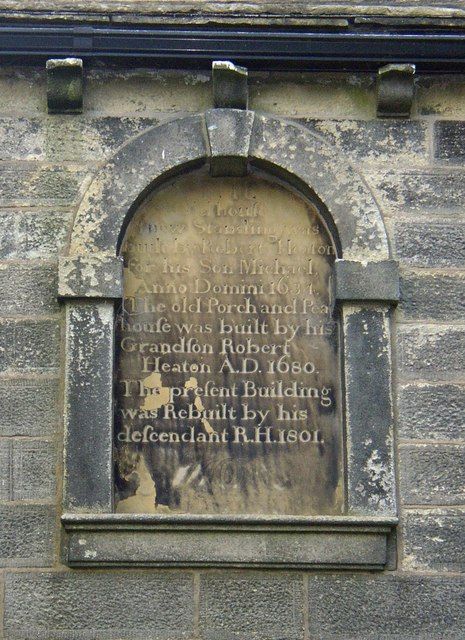 house
now Standing was
built by Robert Heaton
for his Son Michael,
Anno Domini 1634.
The old Porch and Pea
house was built by his
Grandſon Robert
Heaton A.D. 1680.
The preſent Building
was Rebuilt by his
deſcendant R.H. 1801.